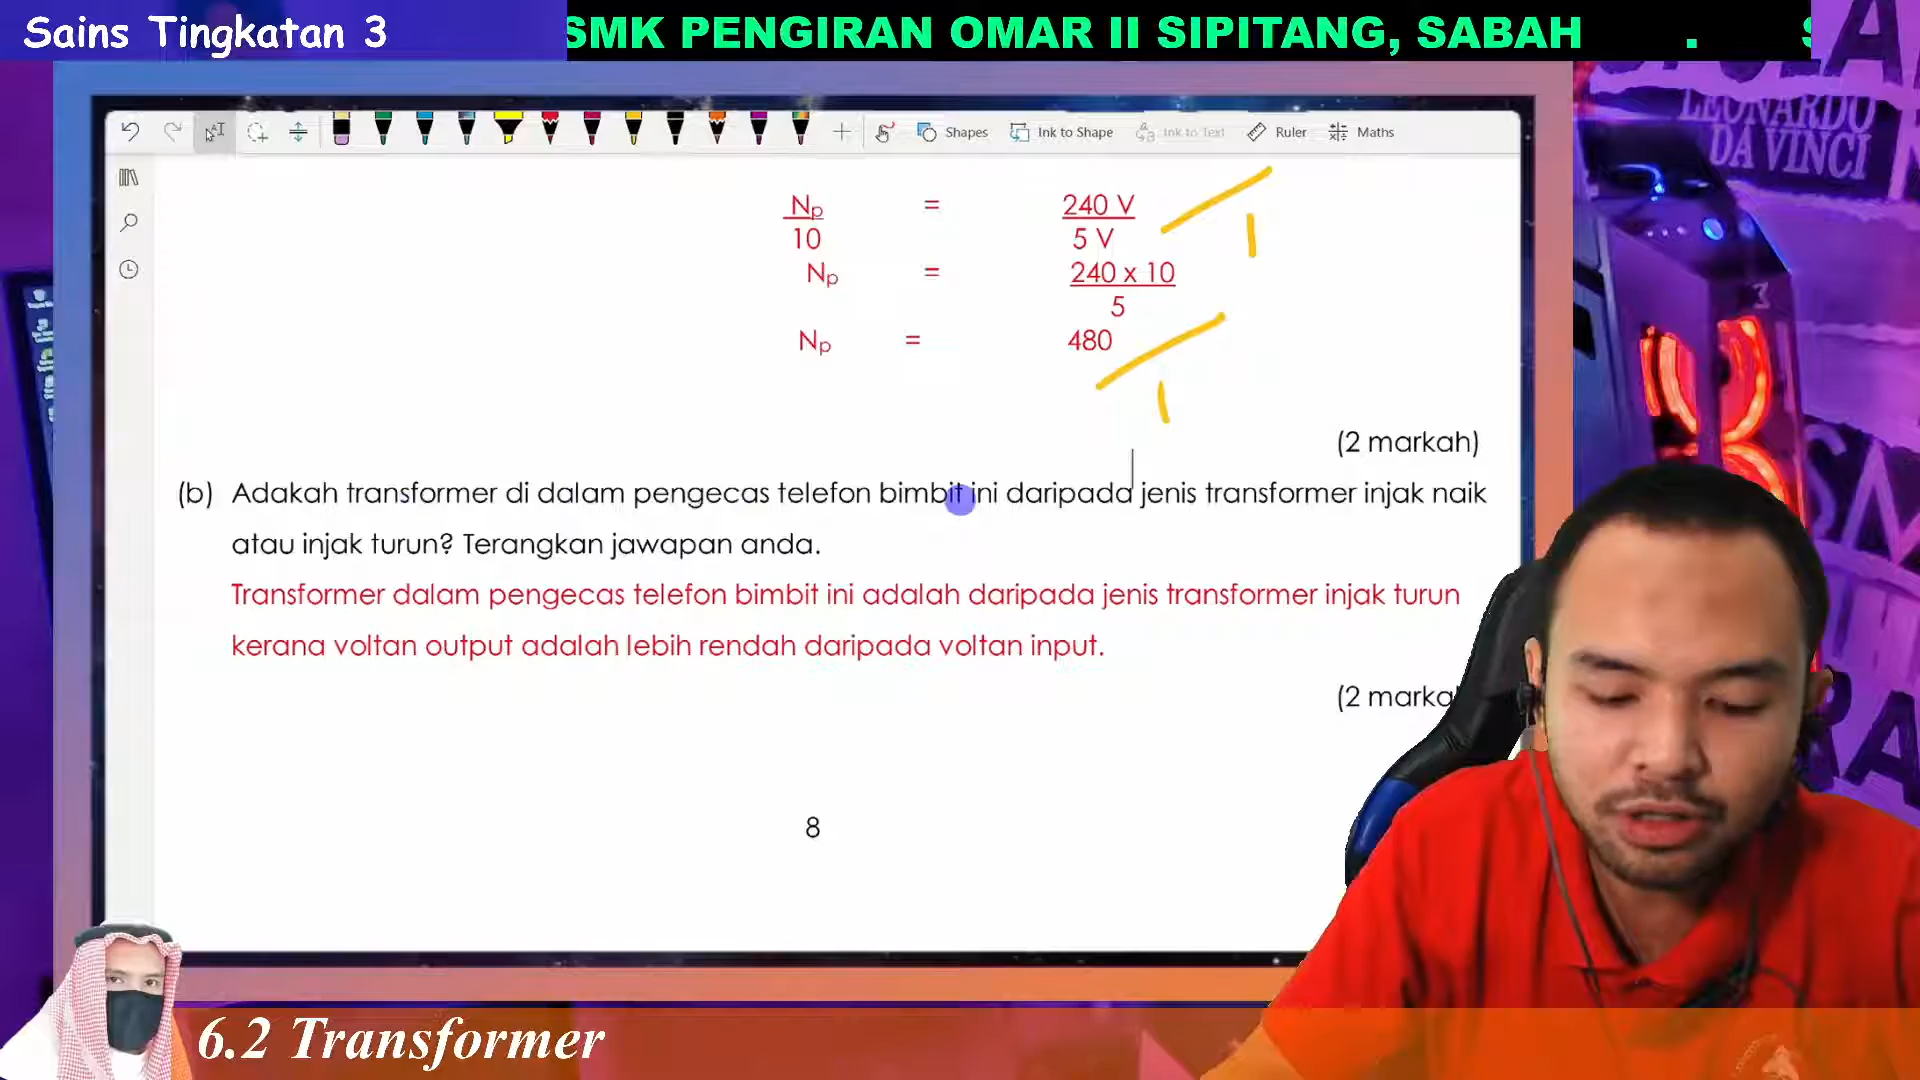 Sains Tingkatan 3
SMK PENGIRAN OMAR II SIPITANG, SABAH .
LEONARDO
DA VINCI
Shapes
Ink to Shape
Ink to Text
Ruler
Maths
Np = 240 V
10 5 V
Np = 240 x 10
5
Np = 480
1
1
(2 markah)
(b) Adakah transformer di dalam pengecas telefon bimbit ini daripada jenis transformer injak naik
atau injak turun? Terangkan jawapan anda.
Transformer dalam pengecas telefon bimbit ini adalah daripada jenis transformer injak turun
kerana voltan output adalah lebih rendah daripada voltan input.
(2 marka
8
6.2 Transformer